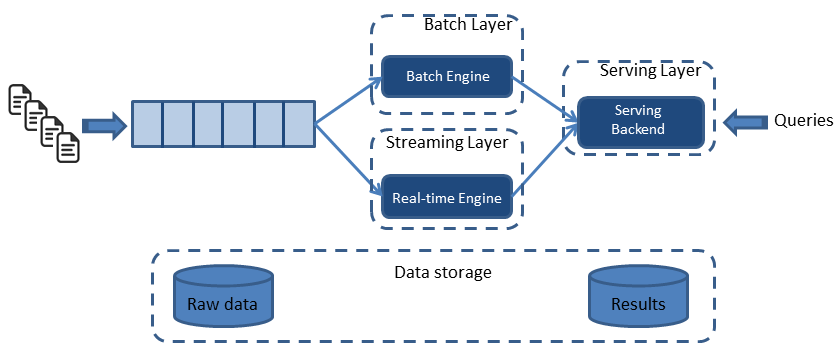 Batch Layer
Batch Engine
Serving Layer
Serving
Backend
Queries
Streaming Layer
Real-time Engine
Data storage
Raw data
Results